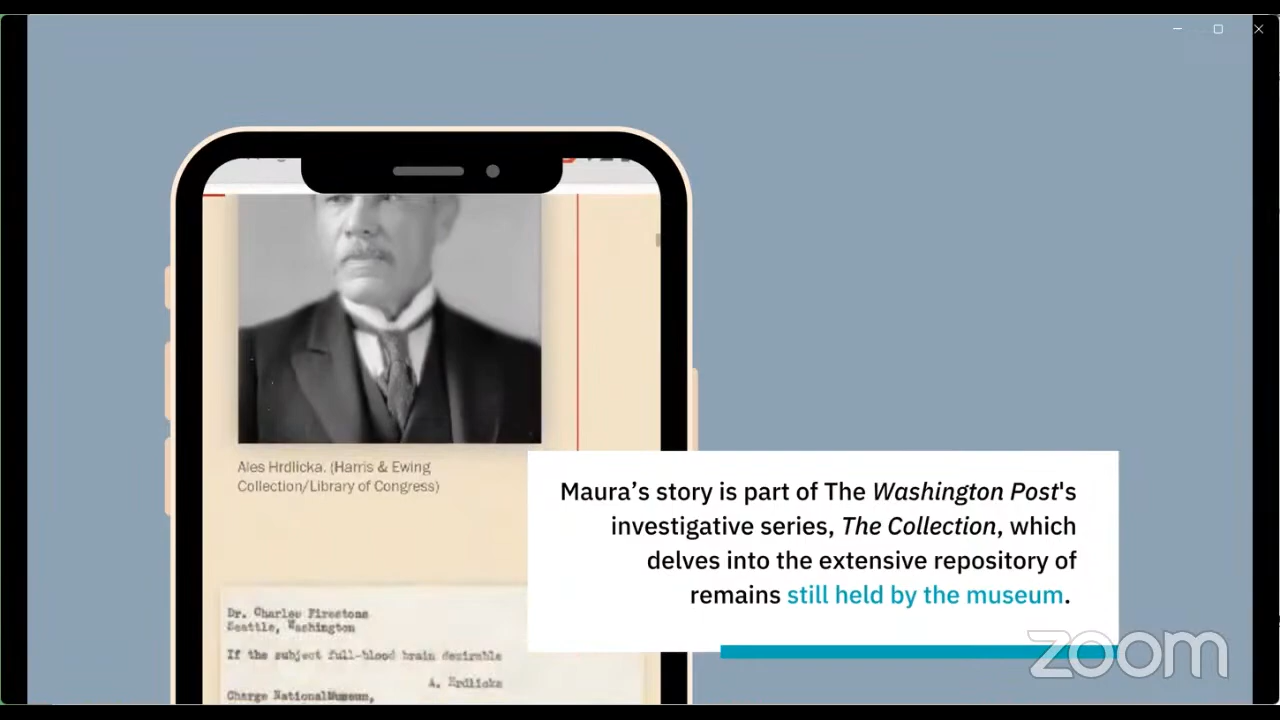 Ales Hrdlicka. (Harris & Ewing
Collection/Library of Congress)
Dr. Charles Firestone
Seattle, Washington
If the subject full-blood brain desirable
A. Hrdlicka
Charge National Museum,
Maura's story is part of The Washington Post's
investigative series, The Collection, which
delves into the extensive repository of
remains still held by the museum.
zoom